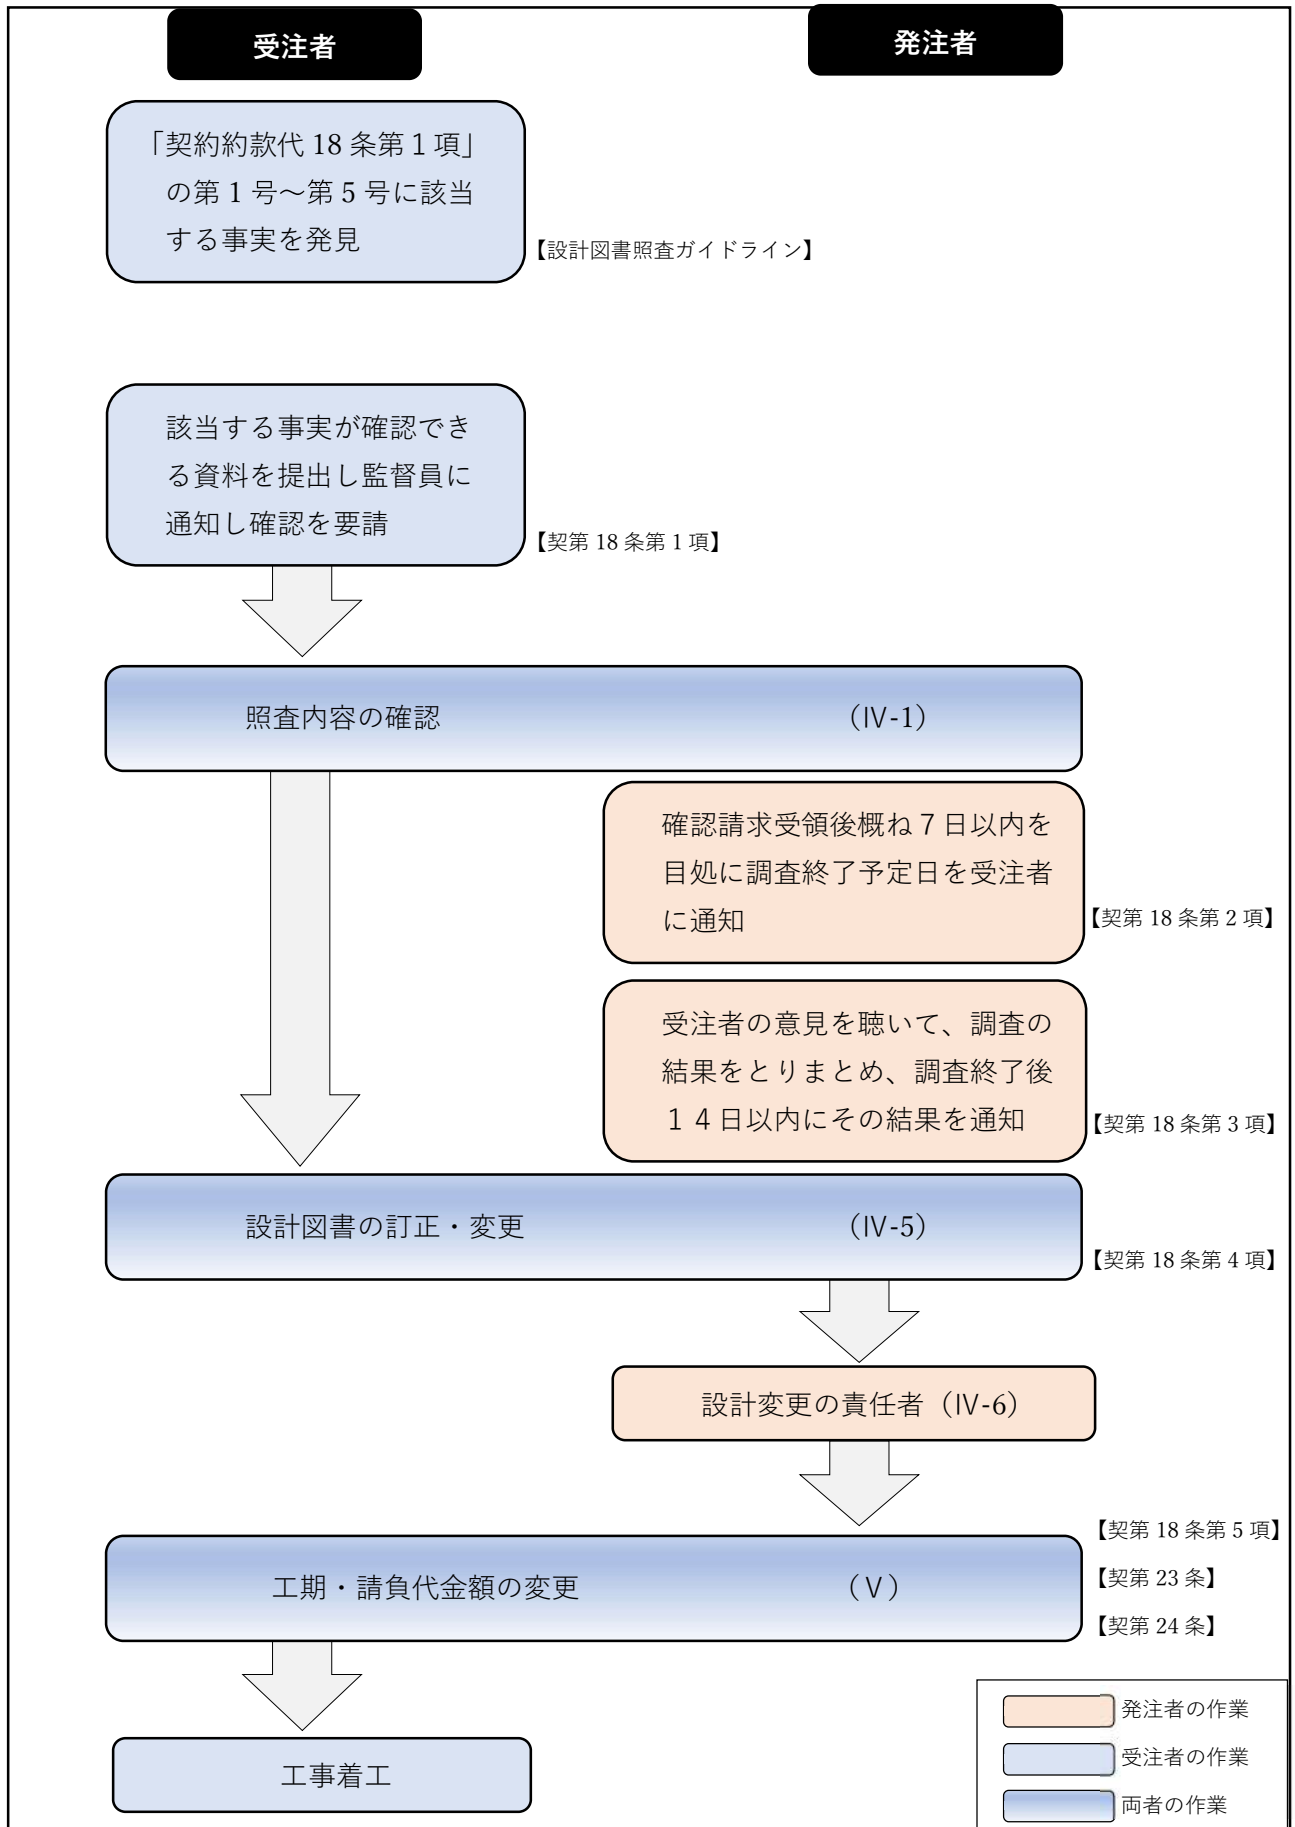 受注者
発注者
「契約約款代 18 条第１項」
の第 1 号～第 5 号に該当
する事実を発見
【設計図書照査ガイドライン】
該当する事実が確認でき
る資料を提出し監督員に
通知し確認を要請
【契第 18 条第 1 項】
照査内容の確認 （Ⅳ-1）
確認請求受領後概ね７日以内を
目処に調査終了予定日を受注者
に通知
【契第 18 条第 2 項】
受注者の意見を聴いて、調査の
結果をとりまとめ、調査終了後
１４日以内にその結果を通知
【契第 18 条第 3 項】
設計図書の訂正・変更 （Ⅳ-5）
【契第 18 条第 4 項】
設計変更の責任者（Ⅳ-6）
【契第 18 条第 5 項】
工期・請負代金額の変更 （Ⅴ）
【契第 23 条】
【契第 24 条】
工事着工
発注者の作業
受注者の作業
両者の作業